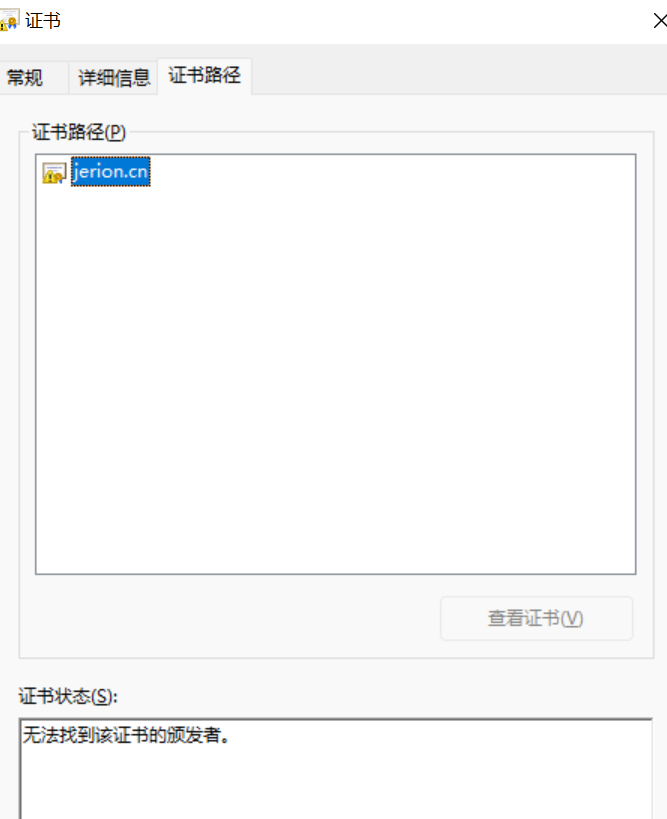 证书
常规
详细信息
证书路径
证书路径(P)
jerion.cn
查看证书(V)
证书状态(S):
无法找到该证书的颁发者。